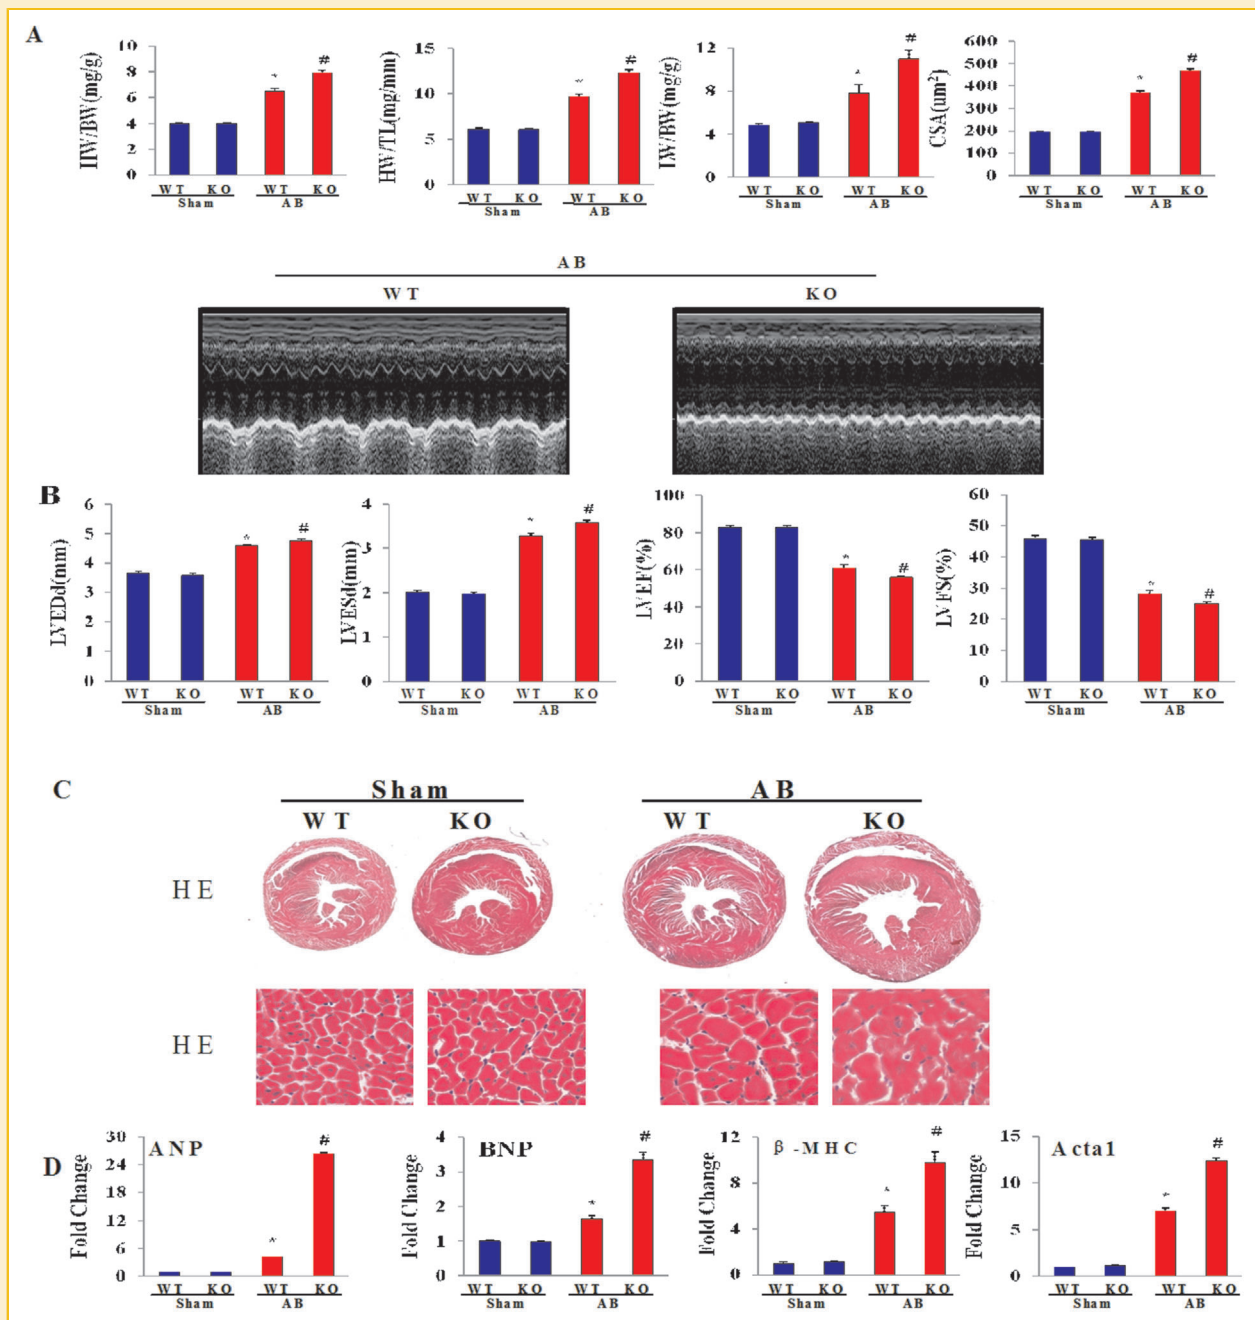 A
HW/BW(mg/g)
10
8
6
4
2
0
*
#
WT KO WT KO
Sham AB
HW/TL(mg/mm)
15
10
5
0
*
#
WT KO WT KO
Sham AB
LW/BW(mg/g)
12
8
4
0
*
#
WT KO WT KO
Sham AB
CSA(um²)
600
500
400
300
200
100
0
*
#
WT KO WT KO
Sham AB
AB
WT KO
B
LVEDd(mm)
6
5
4
3
2
1
0
*
#
WT KO WT KO
Sham AB
LVESd(mm)
4
3
2
1
0
*
#
WT KO WT KO
Sham AB
LVEF(%)
100
80
60
40
20
0
*
#
WT KO WT KO
Sham AB
LVFS(%)
60
50
40
30
20
10
0
*
#
WT KO WT KO
Sham AB
C
Sham AB
WT KO WT KO
HE
HE
D
ANP
Fold Change
30
24
18
12
6
0
*
#
WT KO WT KO
Sham AB
BNP
Fold Change
4
3
2
1
0
*
#
WT KO WT KO
Sham AB
β-MHC
Fold Change
12
8
4
0
*
#
WT KO WT KO
Sham AB
Acta1
Fold Change
15
10
5
0
*
#
WT KO WT KO
Sham AB